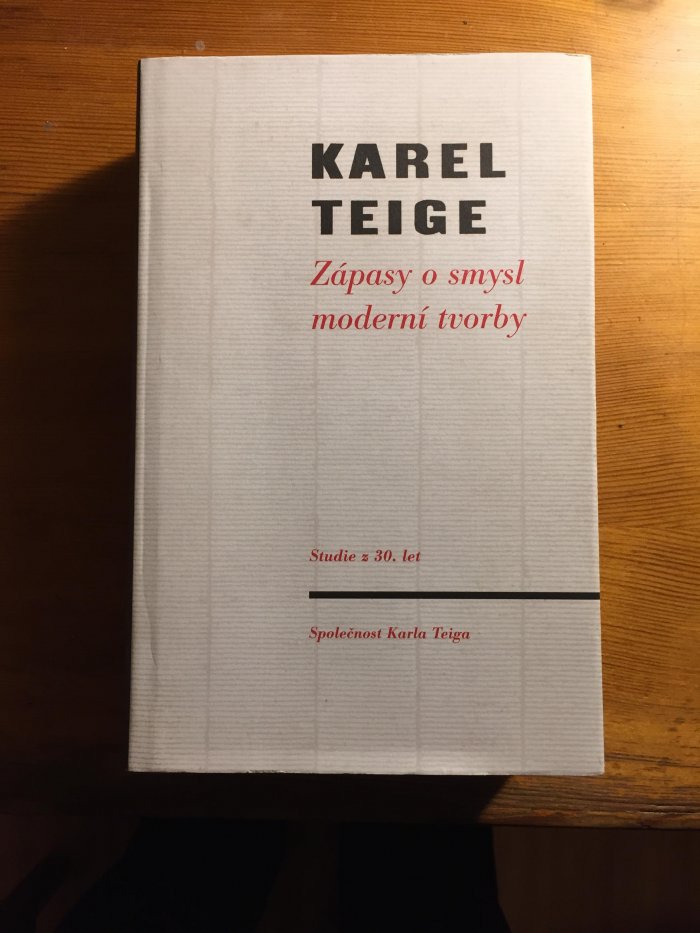 KAREL
TEIGE
Zápasy o smysl
moderní tvorby
Studie z 30. let
Společnost Karla Teiga